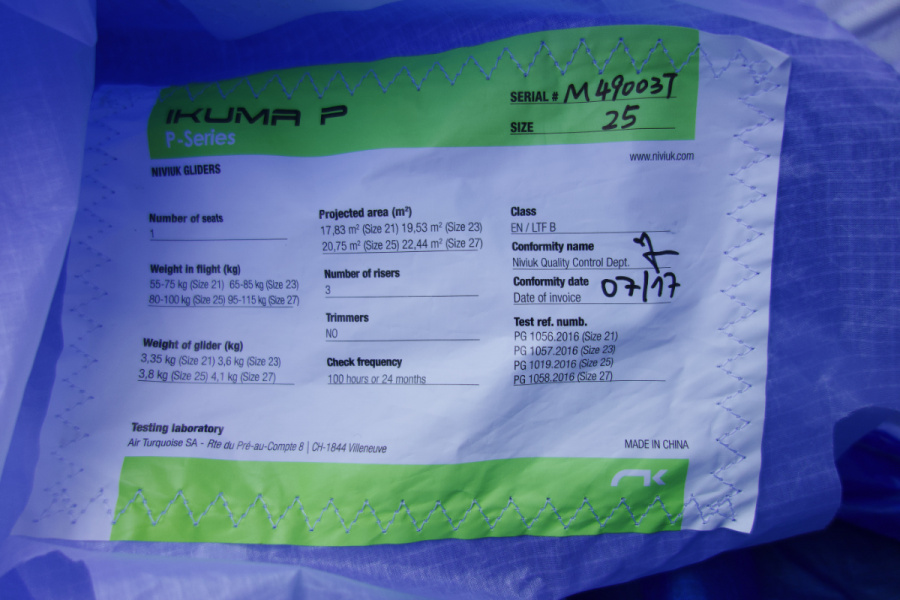 IKUMA P
P-Series
SERIAL # M49003T
SIZE 25
www.niviuk.com
NIVIUK GLIDERS
Number of seats
1
Weight in flight (kg)
55-75 kg (Size 21) 65-85 kg (Size 23)
80-100 kg (Size 25) 95-115 kg (Size 27)
Weight of glider (kg)
3,35 kg (Size 21) 3,6 kg (Size 23)
3,8 kg (Size 25) 4,1 kg (Size 27)
Projected area (m²)
17,83 m² (Size 21) 19,53 m² (Size 23)
20,75 m² (Size 25) 22,44 m² (Size 27)
Number of risers
3
Trimmers
NO
Check frequency
100 hours or 24 months
Class
EN / LTF B
Conformity name
Niviuk Quality Control Dept.
Conformity date
Date of invoice 07/17
Test ref. numb.
PG 1056.2016 (Size 21)
PG 1057.2016 (Size 23)
PG 1019.2016 (Size 25)
PG 1058.2016 (Size 27)
Testing laboratory
Air Turquoise SA - Rte du Pré-au-Compte 8 | CH-1844 Villeneuve
MADE IN CHINA